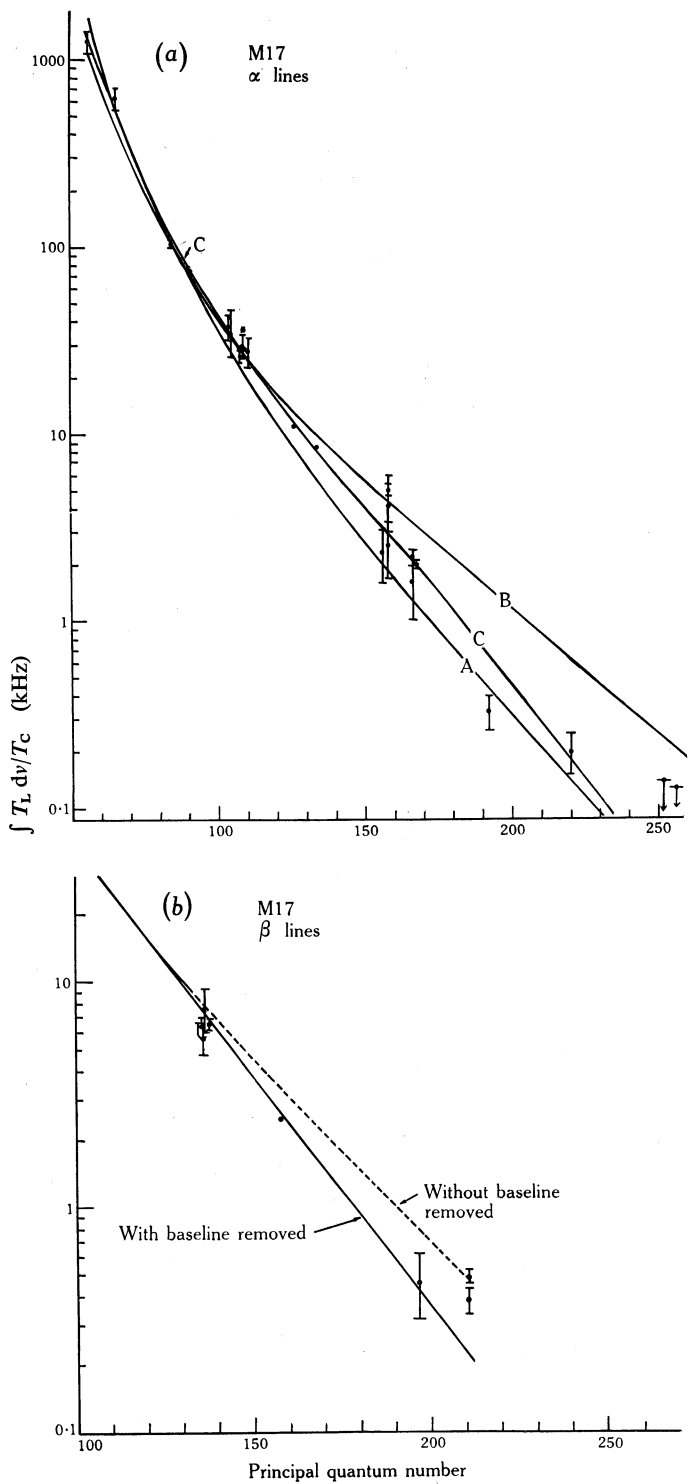 (a)
M17
α lines
1000
100
10
1
0·1
C
B
C
A
100
150
200
250
∫ T_L dν/T_C (kHz)
(b)
M17
β lines
10
1
0·1
Without baseline
removed
With baseline removed
100
150
200
250
Principal quantum number